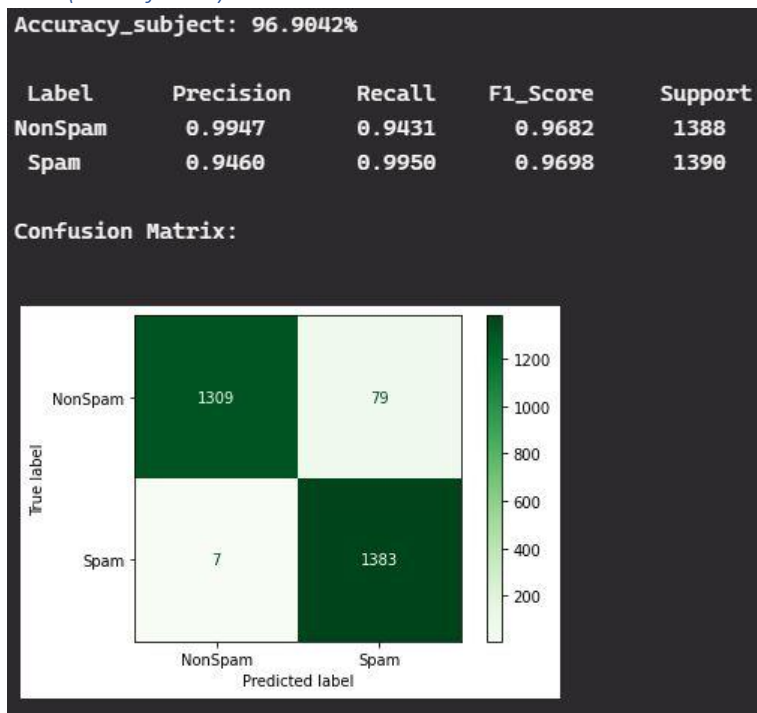 Accuracy_subject: 96.9042%
Label Precision Recall F1_Score Support
NonSpam 0.9947 0.9431 0.9682 1388
Spam 0.9460 0.9950 0.9698 1390
Confusion Matrix:
1200
NonSpam 1309 79
1000
800
True label
600
Spam 7 1383
400
200
NonSpam Spam
Predicted label